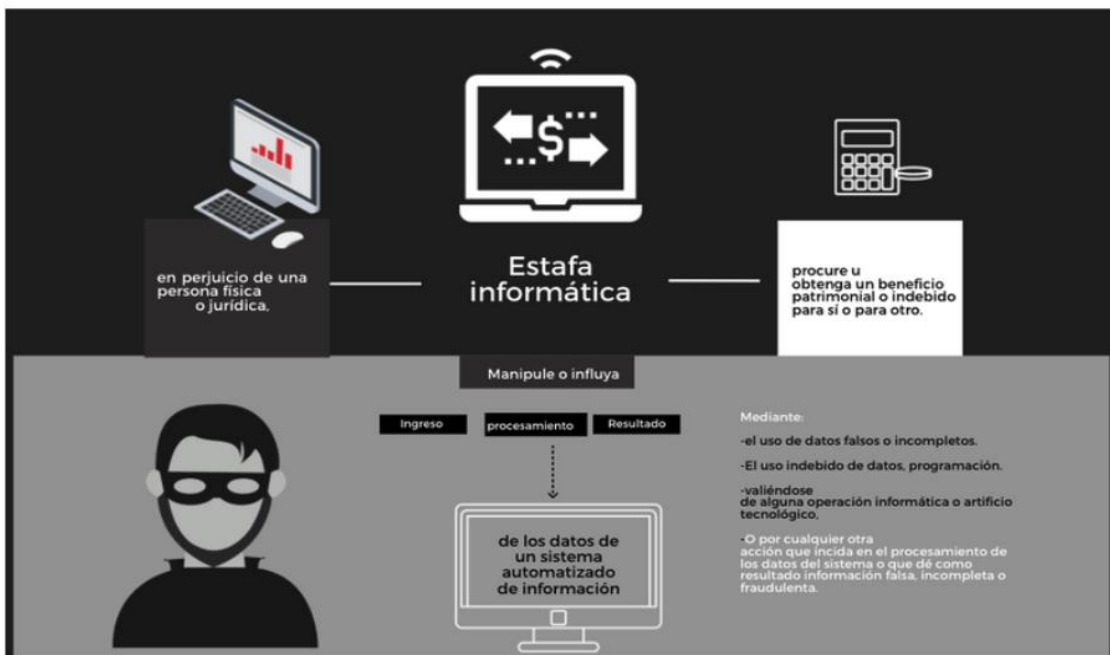 en perjuicio de una
persona física
o jurídica,
Estafa
informática
procure u
obtenga un beneficio
patrimonial o indebido
para sí o para otro.
Manipule o influya
Ingreso
procesamiento
Resultado
de los datos de
un sistema
automatizado
de información
Mediante:
-el uso de datos falsos o incompletos.
-El uso indebido de datos, programación.
-valiéndose
de alguna operación informática o artificio
tecnológico,
-O por cualquier otra
acción que incida en el procesamiento de
los datos del sistema o que dé como
resultado información falsa, incompleta o
fraudulenta.